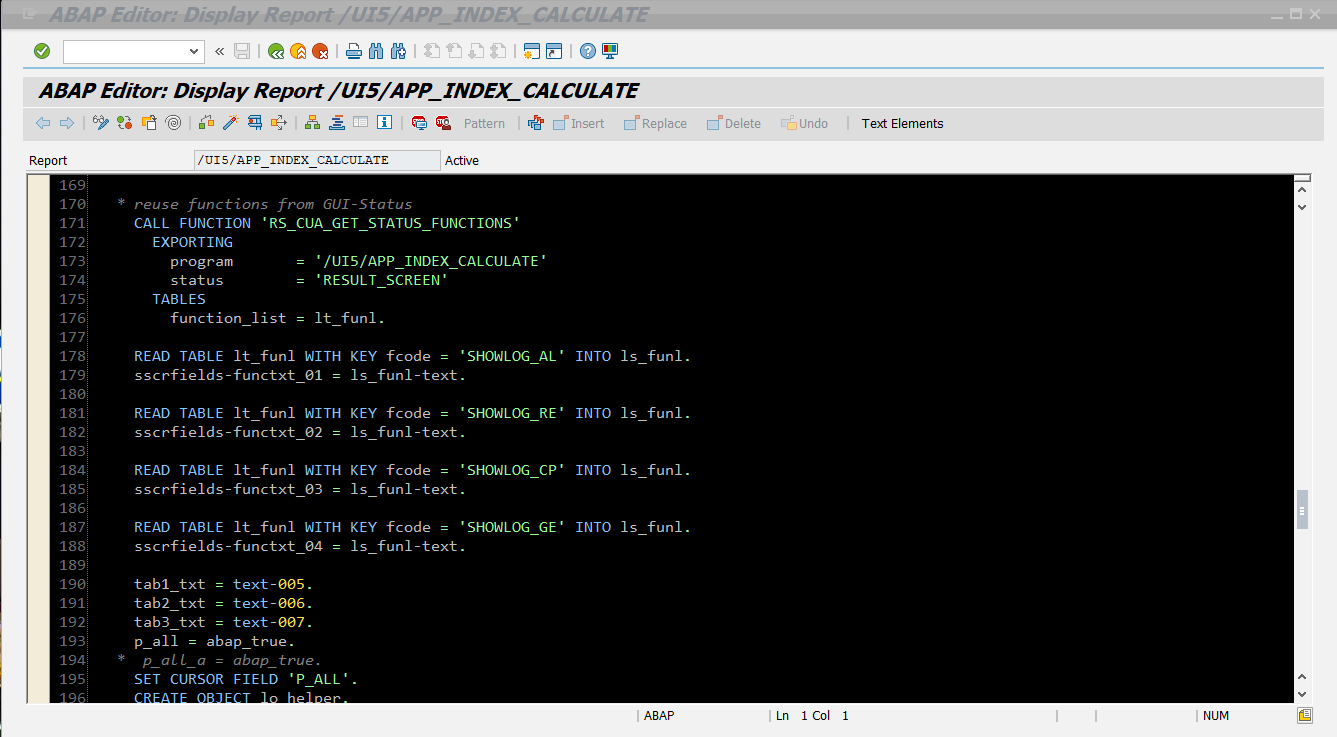 ABAP Editor: Display Report /UI5/APP_INDEX_CALCULATE
ABAP Editor: Display Report /UI5/APP_INDEX_CALCULATE
Pattern Insert Replace Delete Undo Text Elements
Report /UI5/APP_INDEX_CALCULATE Active
169
170 * reuse functions from GUI-Status
171 CALL FUNCTION 'RS_CUA_GET_STATUS_FUNCTIONS'
172 EXPORTING
173 program = '/UI5/APP_INDEX_CALCULATE'
174 status = 'RESULT_SCREEN'
175 TABLES
176 function_list = lt_funl.
177
178 READ TABLE lt_funl WITH KEY fcode = 'SHOWLOG_AL' INTO ls_funl.
179 sscrfields-functxt_01 = ls_funl-text.
180
181 READ TABLE lt_funl WITH KEY fcode = 'SHOWLOG_RE' INTO ls_funl.
182 sscrfields-functxt_02 = ls_funl-text.
183
184 READ TABLE lt_funl WITH KEY fcode = 'SHOWLOG_CP' INTO ls_funl.
185 sscrfields-functxt_03 = ls_funl-text.
186
187 READ TABLE lt_funl WITH KEY fcode = 'SHOWLOG_GE' INTO ls_funl.
188 sscrfields-functxt_04 = ls_funl-text.
189
190 tab1_txt = text-005.
191 tab2_txt = text-006.
192 tab3_txt = text-007.
193 p_all = abap_true.
194 * p_all_a = abap_true.
195 SET CURSOR FIELD 'P_ALL'.
196 CREATE OBJECT lo_helper.
ABAP Ln 1 Col 1 NUM